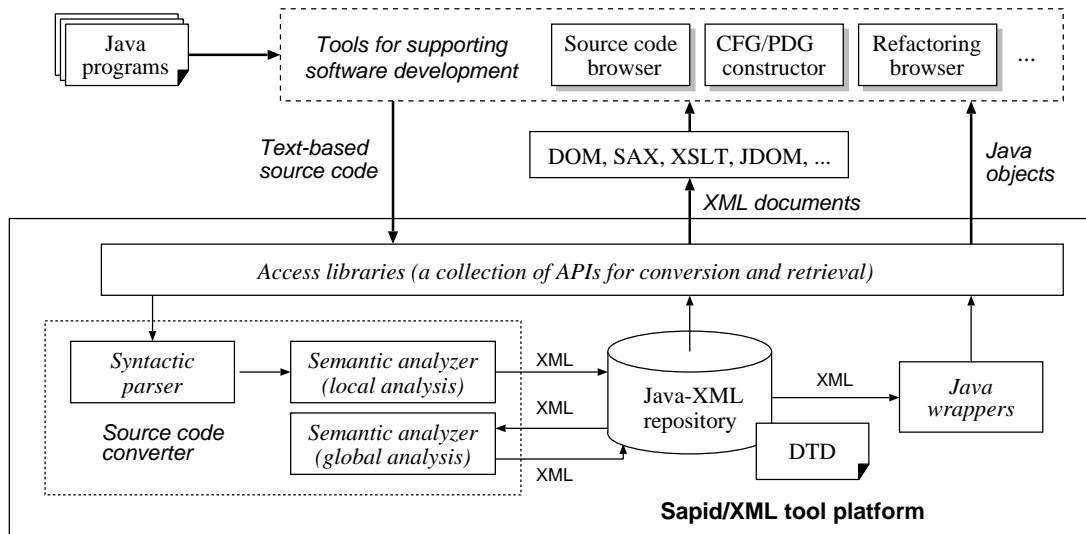 Java
programs
Tools for supporting
software development
Source code
browser
CFG/PDG
constructor
Refactoring
browser
...
Text-based
source code
DOM, SAX, XSLT, JDOM, ...
Java
objects
XML documents
Access libraries (a collection of APIs for conversion and retrieval)
Syntactic
parser
Semantic analyzer
(local analysis)
XML
Java-XML
repository
XML
Java
wrappers
XML
Source code
converter
Semantic analyzer
(global analysis)
XML
DTD
Sapid/XML tool platform